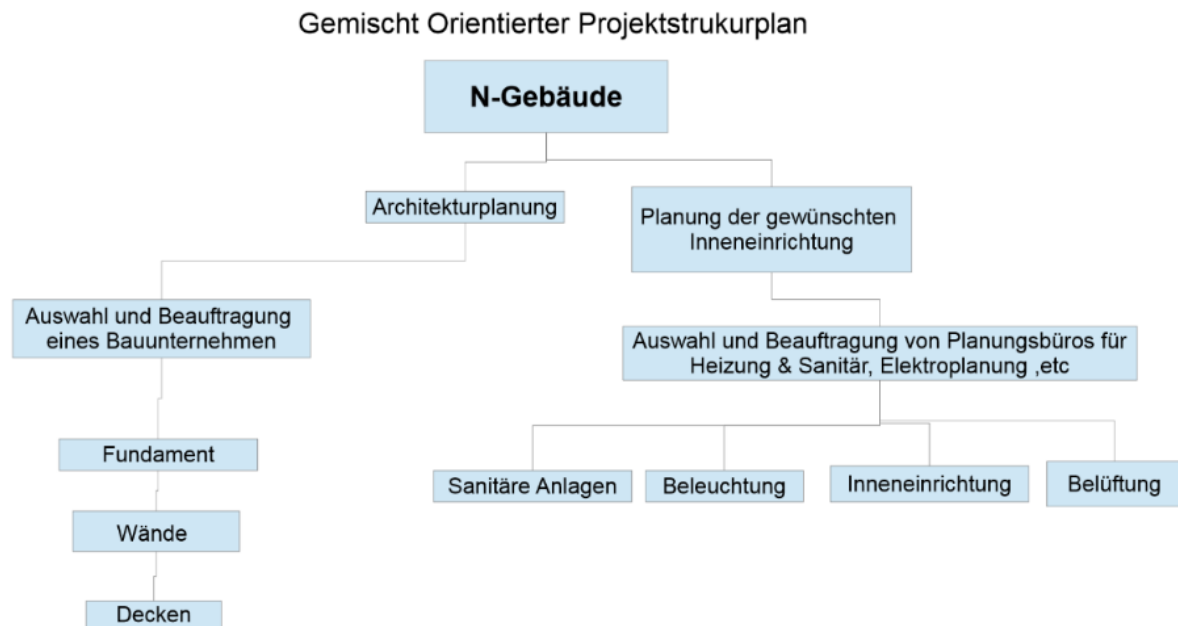 Gemischt Orientierter Projektstrukurplan
N-Gebäude
Architekturplanung
Planung der gewünschten
Inneneinrichtung
Auswahl und Beauftragung
eines Bauunternehmen
Auswahl und Beauftragung von Planungsbüros für
Heizung & Sanitär, Elektroplanung ,etc
Fundament
Wände
Decken
Sanitäre Anlagen
Beleuchtung
Inneneinrichtung
Belüftung